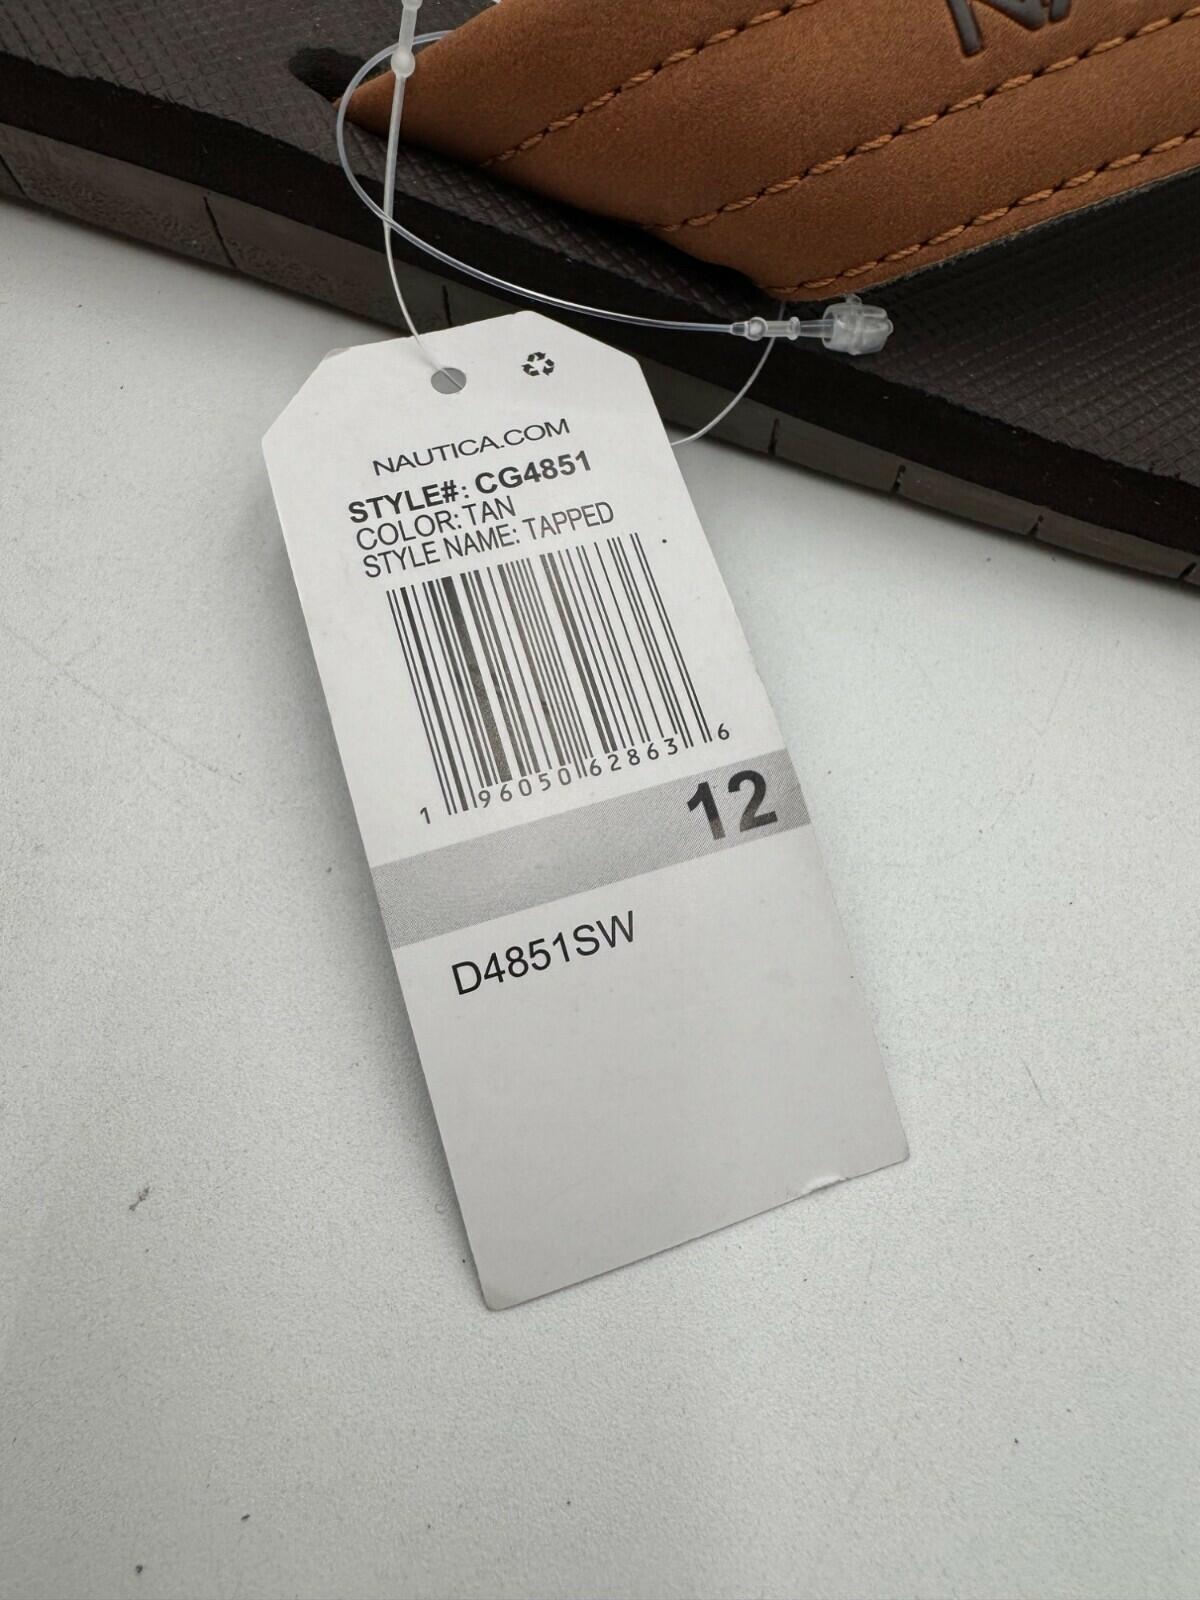 NAUTICA.COM
STYLE#: CG4851
COLOR: TAN
STYLE NAME: TAPPED
1 96050 62863 6
12
D4851SW